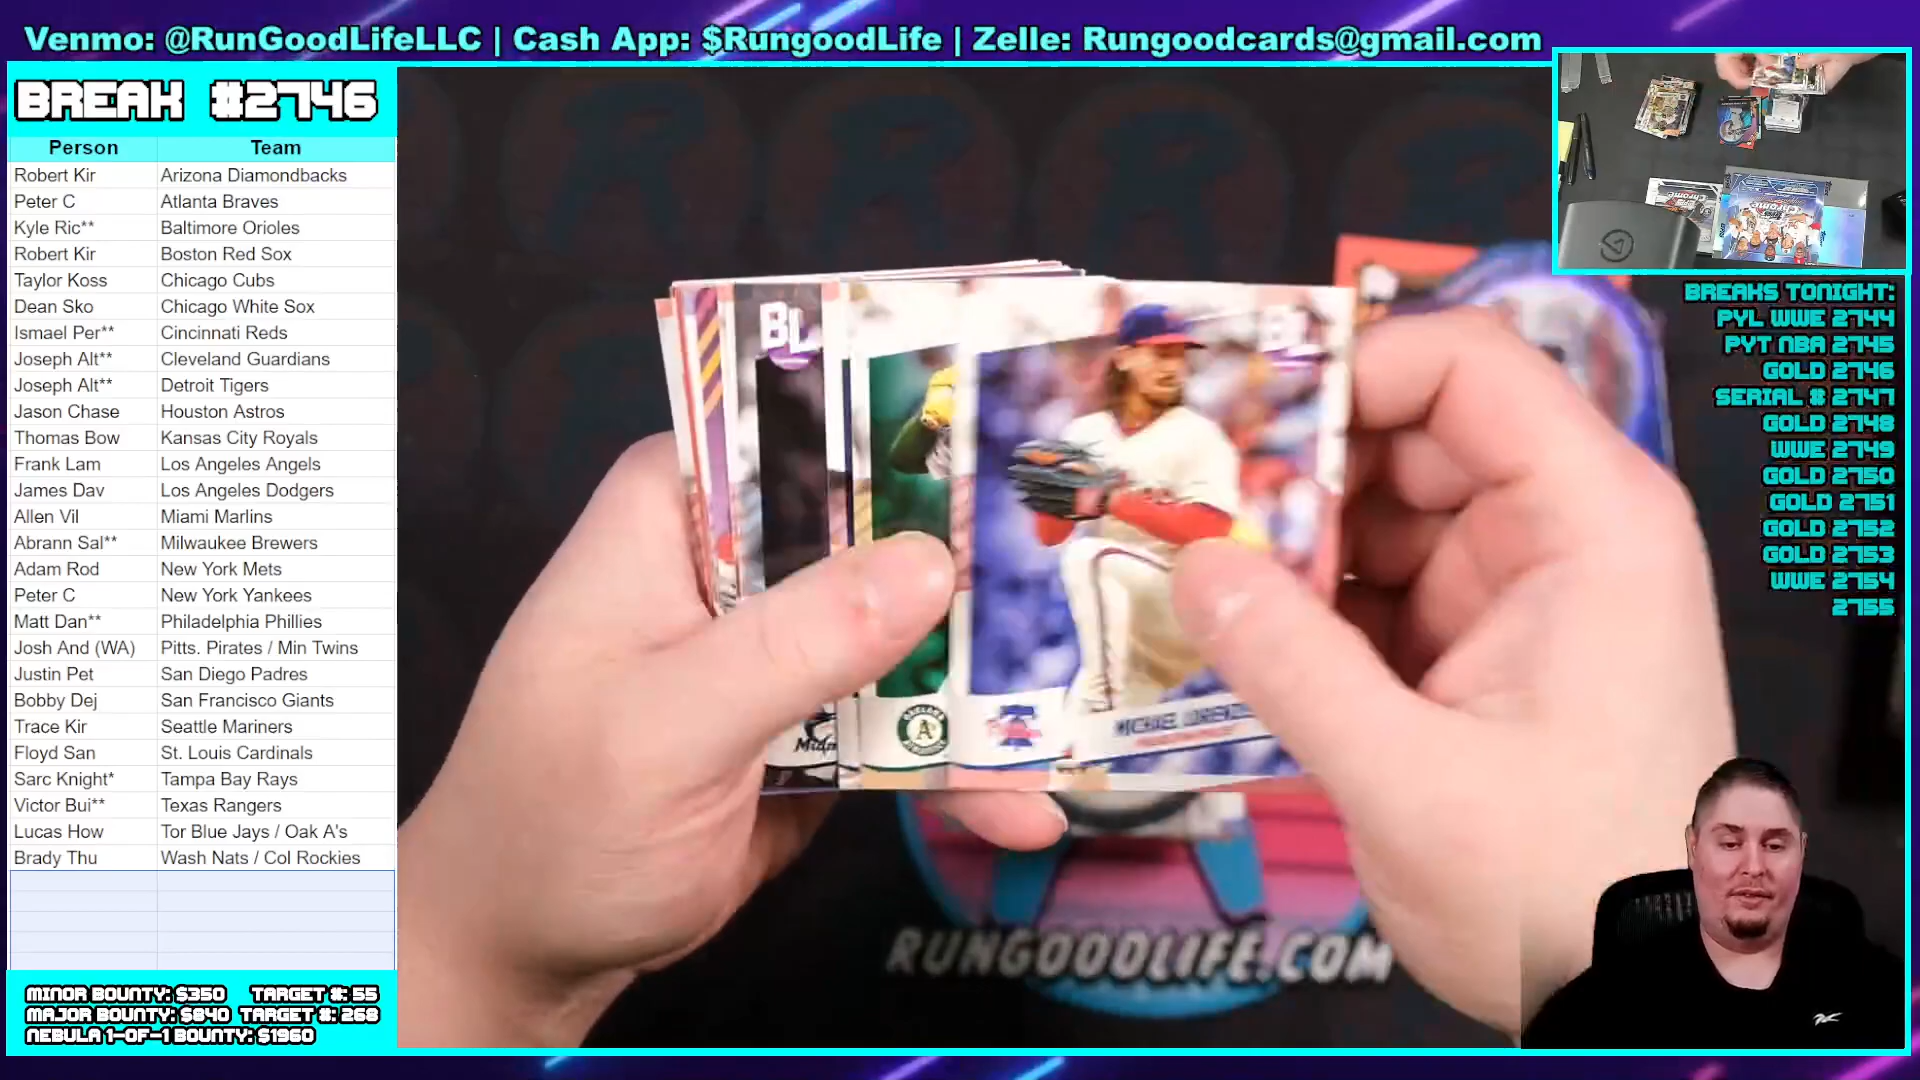 Venmo: @RunGoodLifeLLC | Cash App: $RungoodLife | Zelle: Rungoodcards@gmail.com
BREAK #2746
Person Team
Robert Kir Arizona Diamondbacks
Peter C Atlanta Braves
Kyle Ric** Baltimore Orioles
Robert Kir Boston Red Sox
Taylor Koss Chicago Cubs
Dean Sko Chicago White Sox
Ismael Per** Cincinnati Reds
Joseph Alt** Cleveland Guardians
Joseph Alt** Detroit Tigers
Jason Chase Houston Astros
Thomas Bow Kansas City Royals
Frank Lam Los Angeles Angels
James Dav Los Angeles Dodgers
Allen Vil Miami Marlins
Abrann Sal** Milwaukee Brewers
Adam Rod New York Mets
Peter C New York Yankees
Matt Dan** Philadelphia Phillies
Josh And (WA) Pitts. Pirates / Min Twins
Justin Pet San Diego Padres
Bobby Dej San Francisco Giants
Trace Kir Seattle Mariners
Floyd San St. Louis Cardinals
Sarc Knight* Tampa Bay Rays
Victor Bui** Texas Rangers
Lucas How Tor Blue Jays / Oak A's
Brady Thu Wash Nats / Col Rockies
MINOR BOUNTY: $350 TARGET #: 55
MAJOR BOUNTY: $840 TARGET #: 268
NEBULA 1-OF-1 BOUNTY: $1960
BL
BL
MICHAEL LORENZE
RUNGOODLIFE.COM
BREAKS TONIGHT:
PYL WWE 2744
PYT NBA 2745
GOLD 2746
SERIAL # 2747
GOLD 2748
WWE 2749
GOLD 2750
GOLD 2751
GOLD 2752
GOLD 2753
WWE 2754
2755